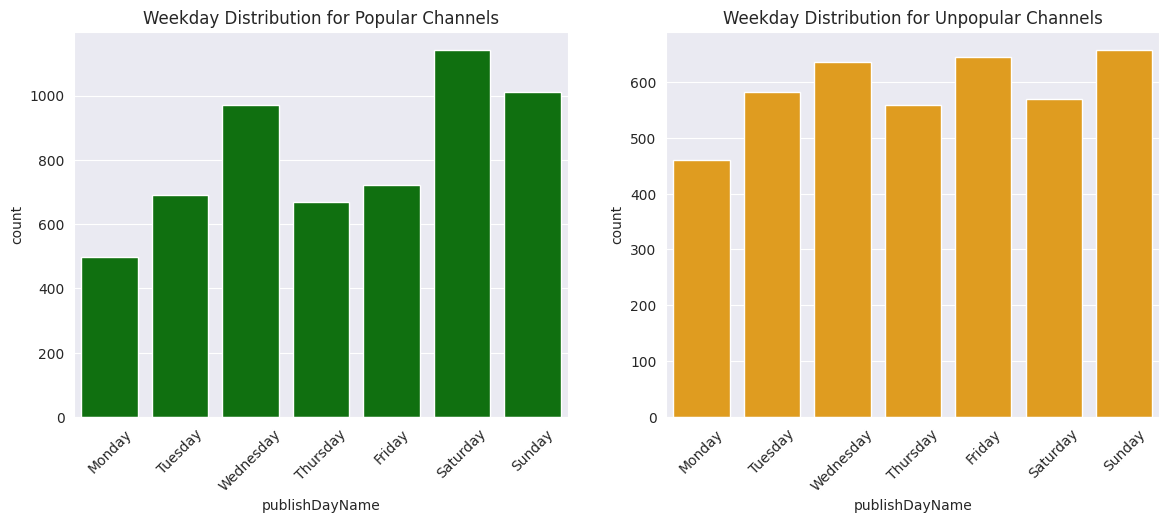 Weekday Distribution for Popular Channels
1000
800
600
400
200
0
count
Monday
Tuesday
Wednesday
Thursday
Friday
Saturday
Sunday
publishDayName
Weekday Distribution for Unpopular Channels
600
500
400
300
200
100
0
count
Monday
Tuesday
Wednesday
Thursday
Friday
Saturday
Sunday
publishDayName